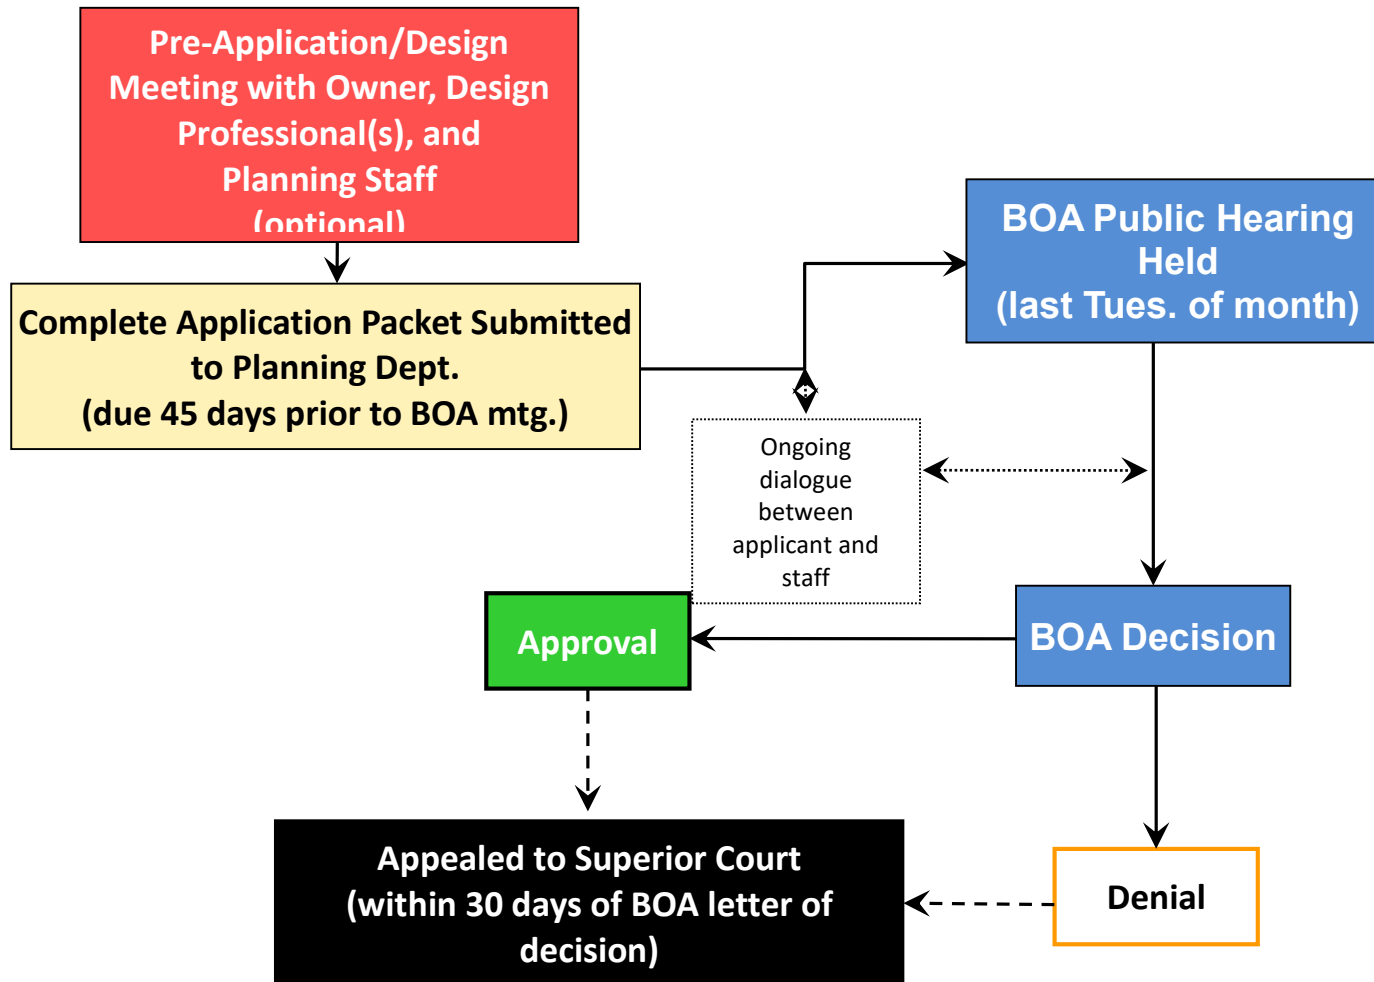 Pre-Application/Design
Meeting with Owner, Design
Professional(s), and
Planning Staff
(optional)
Complete Application Packet Submitted
to Planning Dept.
(due 45 days prior to BOA mtg.)
BOA Public Hearing
Held
(last Tues. of month)
Ongoing
dialogue
between
applicant and
staff
Approval
BOA Decision
Appealed to Superior Court
(within 30 days of BOA letter of
decision)
Denial